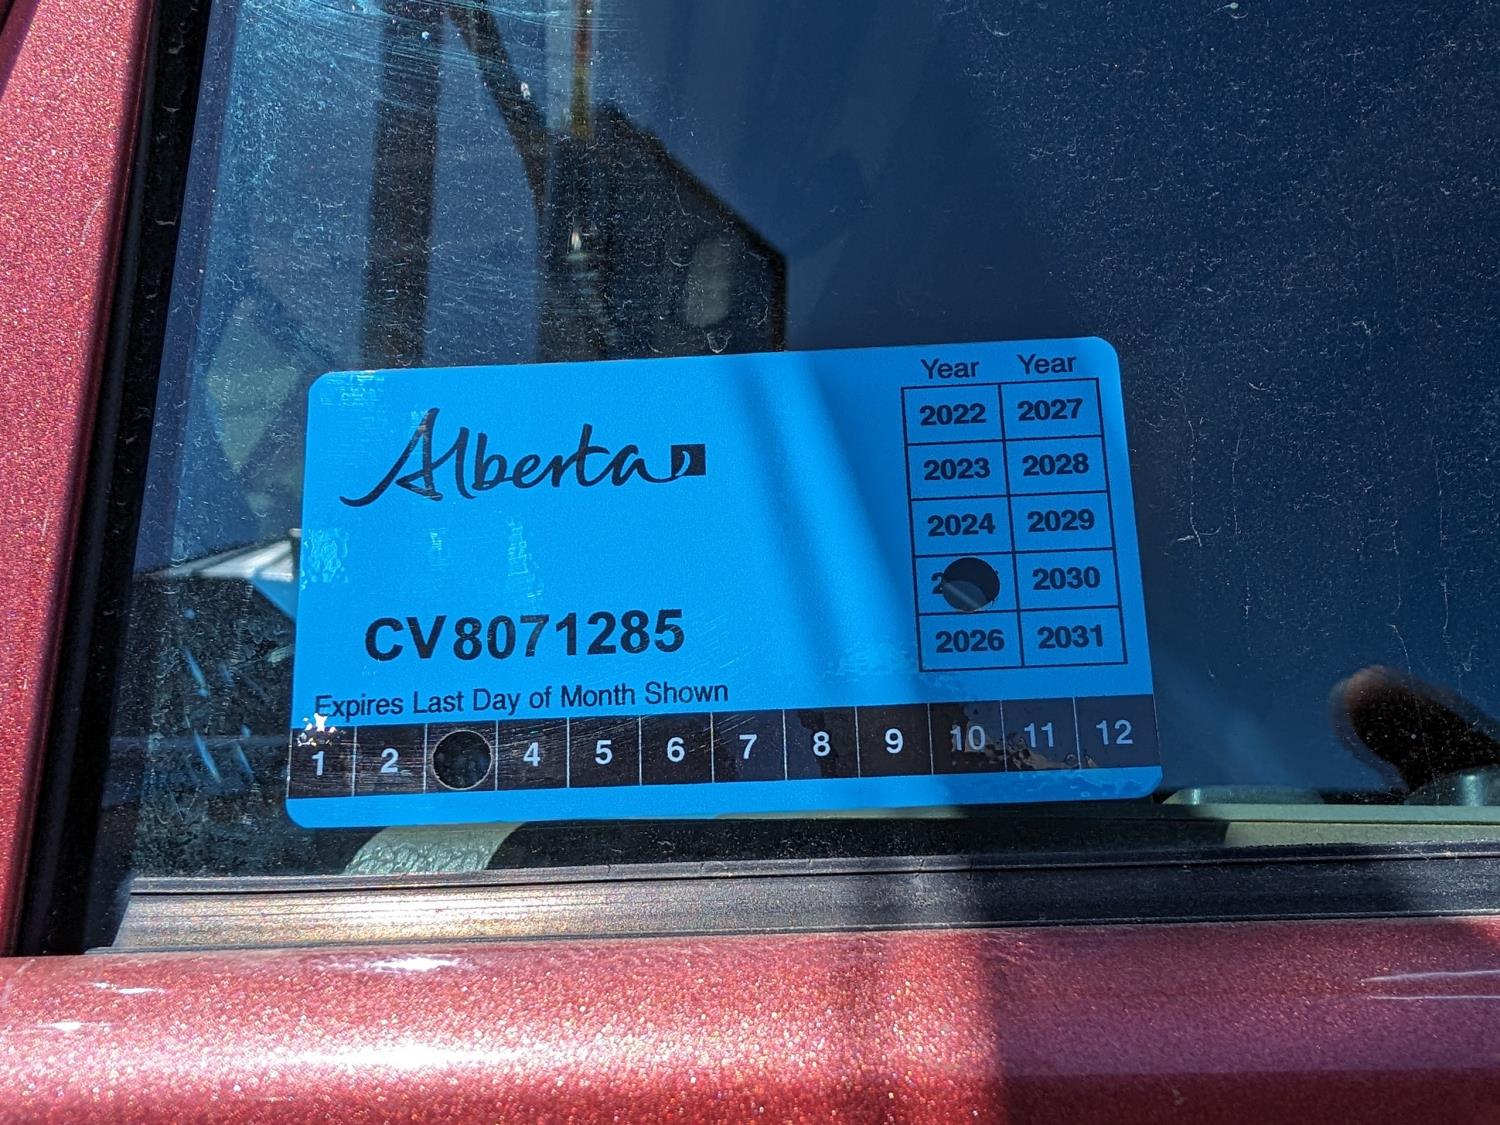 Alberta
Year Year
2022 2027
2023 2028
2024 2029
2030
2026 2031
CV8071285
Expires Last Day of Month Shown
1 2 4 5 6 7 8 9 10 11 12